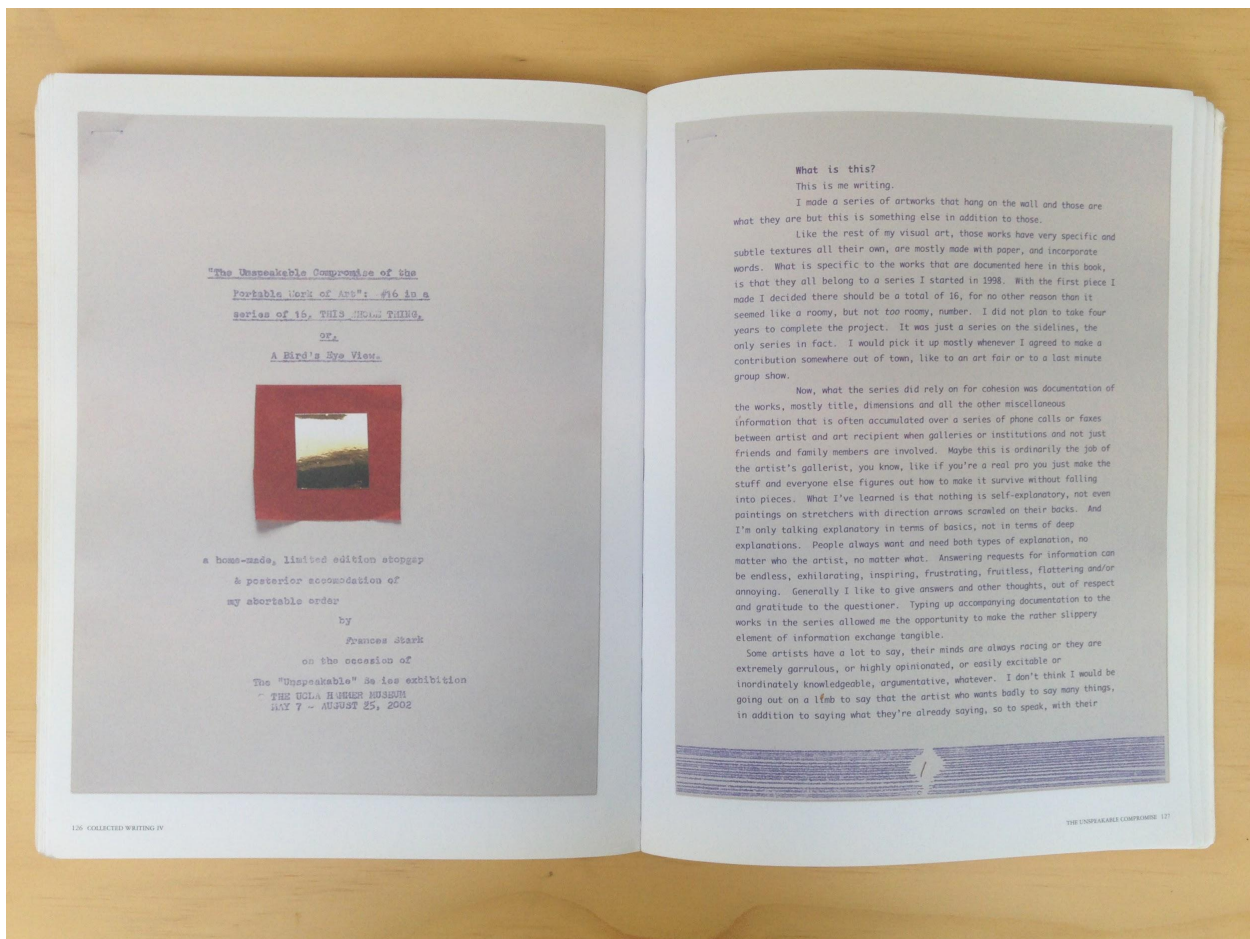 "The Unspeakable Compromise of the
Portable Work of Art": #16 in a
series of 16, THIS THING,
or,
A Bird's Eye View.
a home-made, limited edition stopgap
& posterior accomodation of
my abortable order
by
Frances Stark
on the occasion of
The "Unspeakable" Se ies exhibition
THE UCLA HAMMER MUSEUM
MAY 7 - AUGUST 25, 2002
126 COLLECTED WRITING IV
What is this?
This is me writing.
I made a series of artworks that hang on the wall and those are
what they are but this is something else in addition to those.
Like the rest of my visual art, those works have very specific and
subtle textures all their own, are mostly made with paper, and incorporate
words. What is specific to the works that are documented here in this book,
is that they all belong to a series I started in 1998. With the first piece I
made I decided there should be a total of 16, for no other reason than it
seemed like a roomy, but not too roomy, number. I did not plan to take four
years to complete the project. It was just a series on the sidelines, the
only series in fact. I would pick it up mostly whenever I agreed to make a
contribution somewhere out of town, like to an art fair or to a last minute
group show.
Now, what the series did rely on for cohesion was documentation of
the works, mostly title, dimensions and all the other miscellaneous
information that is often accumulated over a series of phone calls or faxes
between artist and art recipient when galleries or institutions and not just
friends and family members are involved. Maybe this is ordinarily the job of
the artist's gallerist, you know, like if you're a real pro you just make the
stuff and everyone else figures out how to make it survive without falling
into pieces. What I've learned is that nothing is self-explanatory, not even
paintings on stretchers with direction arrows scrawled on their backs. And
I'm only talking explanatory in terms of basics, not in terms of deep
explanations. People always want and need both types of explanation, no
matter who the artist, no matter what. Answering requests for information can
be endless, exhilarating, inspiring, frustrating, fruitless, flattering and/or
annoying. Generally I like to give answers and other thoughts, out of respect
and gratitude to the questioner. Typing up accompanying documentation to the
works in the series allowed me the opportunity to make the rather slippery
element of information exchange tangible.
Some artists have a lot to say, their minds are always racing or they are
extremely garrulous, or highly opinionated, or easily excitable or
inordinately knowledgeable, argumentative, whatever. I don't think I would be
going out on a limb to say that the artist who wants badly to say many things,
in addition to saying what they're already saying, so to speak, with their
1
THE UNSPEAKABLE COMPROMISE 127